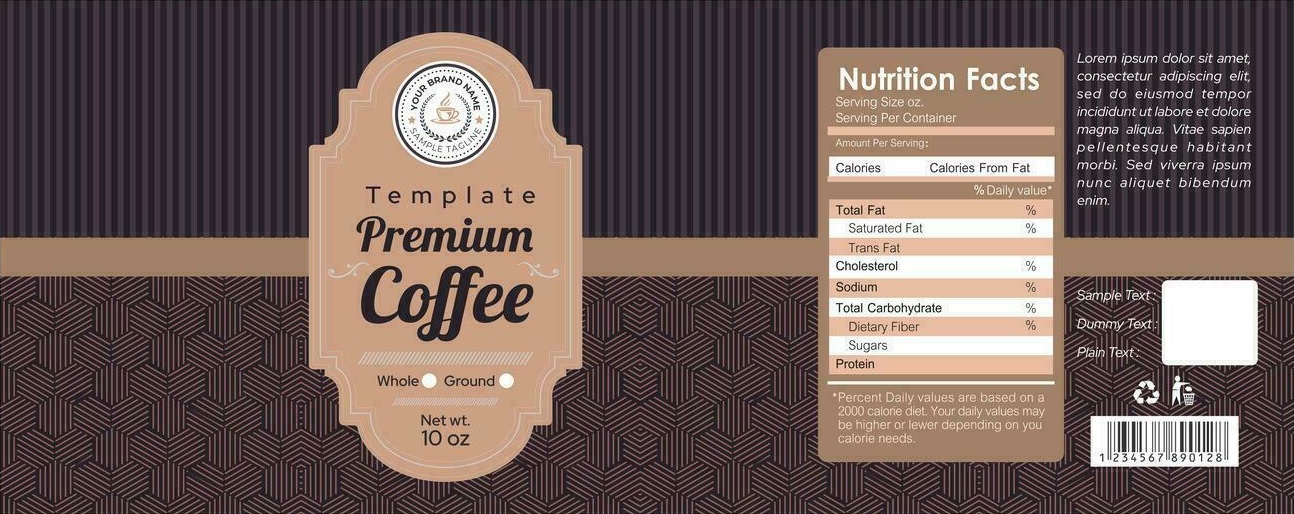 YOUR BRAND NAME
SAMPLE TAGLINE
Template
Premium
Coffee
Whole Ground
Net wt.
10 oz
Nutrition Facts
Serving Size oz.
Serving Per Container
Amount Per Serving:
Calories Calories From Fat
% Daily value*
Total Fat %
Saturated Fat %
Trans Fat
Cholesterol %
Sodium %
Total Carbohydrate %
Dietary Fiber %
Sugars
Protein
*Percent Daily values are based on a
2000 calorie diet. Your daily values may
be higher or lewer depending on you
calorie needs.
Lorem ipsum dolor sit amet,
consectetur adipiscing elit,
sed do eiusmod tempor
incididunt ut labore et dolore
magna aliqua. Vitae sapien
pellentesque habitant
morbi. Sed viverra ipsum
nunc aliquet bibendum
enim.
Sample Text :
Dummy Text :
Plain Text :
1 234567 890128